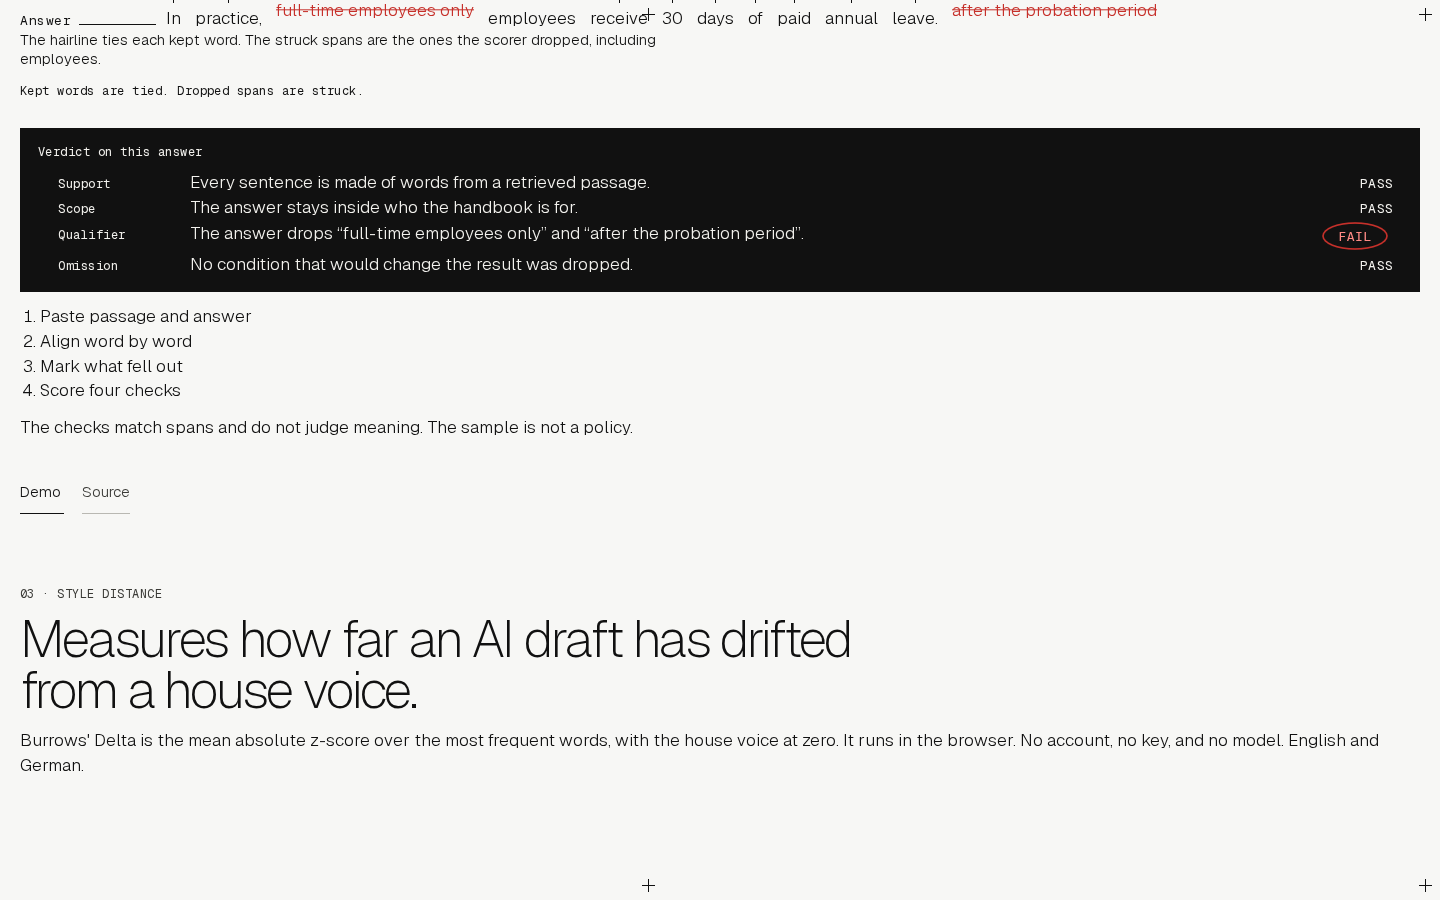 Answer In practice, full-time employees only employees receive 30 days of paid annual leave. after the probation period
The hairline ties each kept word. The struck spans are the ones the scorer dropped, including
employees.
Kept words are tied. Dropped spans are struck.
Verdict on this answer
Support Every sentence is made of words from a retrieved passage. PASS
Scope The answer stays inside who the handbook is for. PASS
Qualifier The answer drops “full-time employees only” and “after the probation period”. FAIL
Omission No condition that would change the result was dropped. PASS
1. Paste passage and answer
2. Align word by word
3. Mark what fell out
4. Score four checks
The checks match spans and do not judge meaning. The sample is not a policy.
Demo Source
03 · STYLE DISTANCE
Measures how far an AI draft has drifted
from a house voice.
Burrows' Delta is the mean absolute z-score over the most frequent words, with the house voice at zero. It runs in the browser. No account, no key, and no model. English and
German.